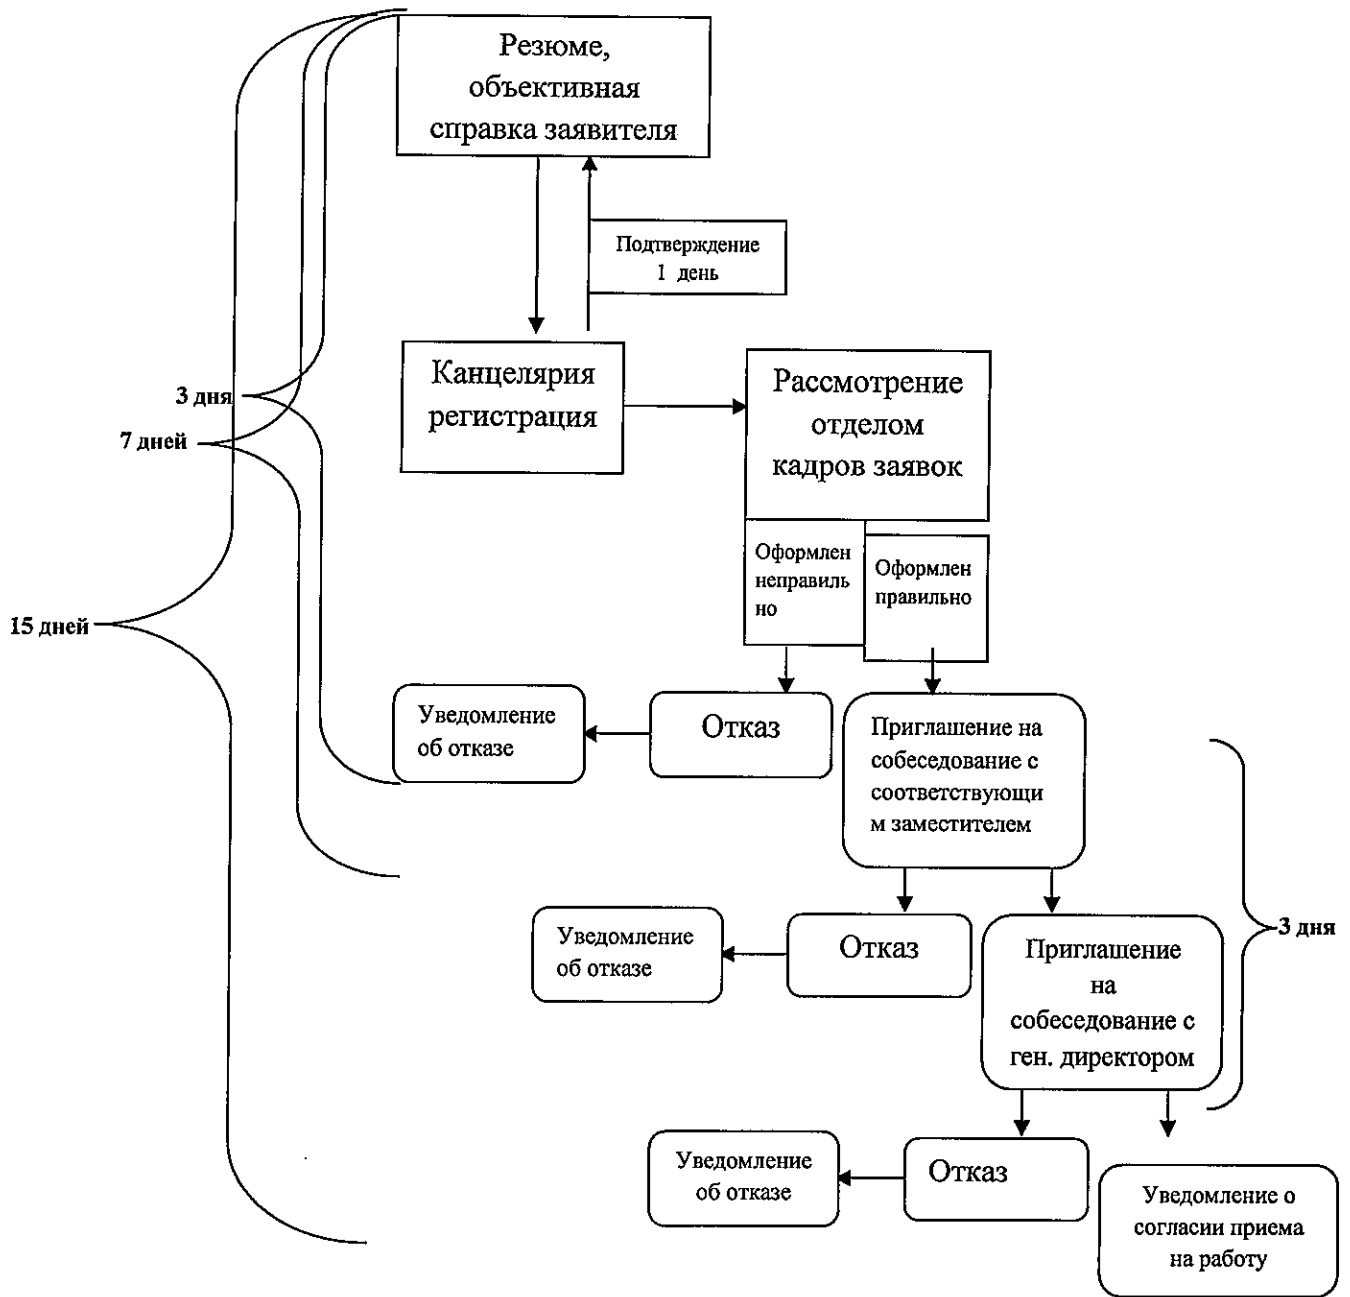 Резюме,
объективная
справка заявителя
Подтверждение
1 день
Канцелярия
регистрация
Рассмотрение
отделом
кадров заявок
3 дня
7 дней
Оформлен
неправиль
но
Оформлен
правильно
15 дней
Уведомление
об отказе
Отказ
Приглашение на
собеседование с
соответствующи
м заместителем
Уведомление
об отказе
Отказ
Приглашение
на
собеседование с
ген. директором
3 дня
Уведомление
об отказе
Отказ
Уведомление о
согласии приема
на работу